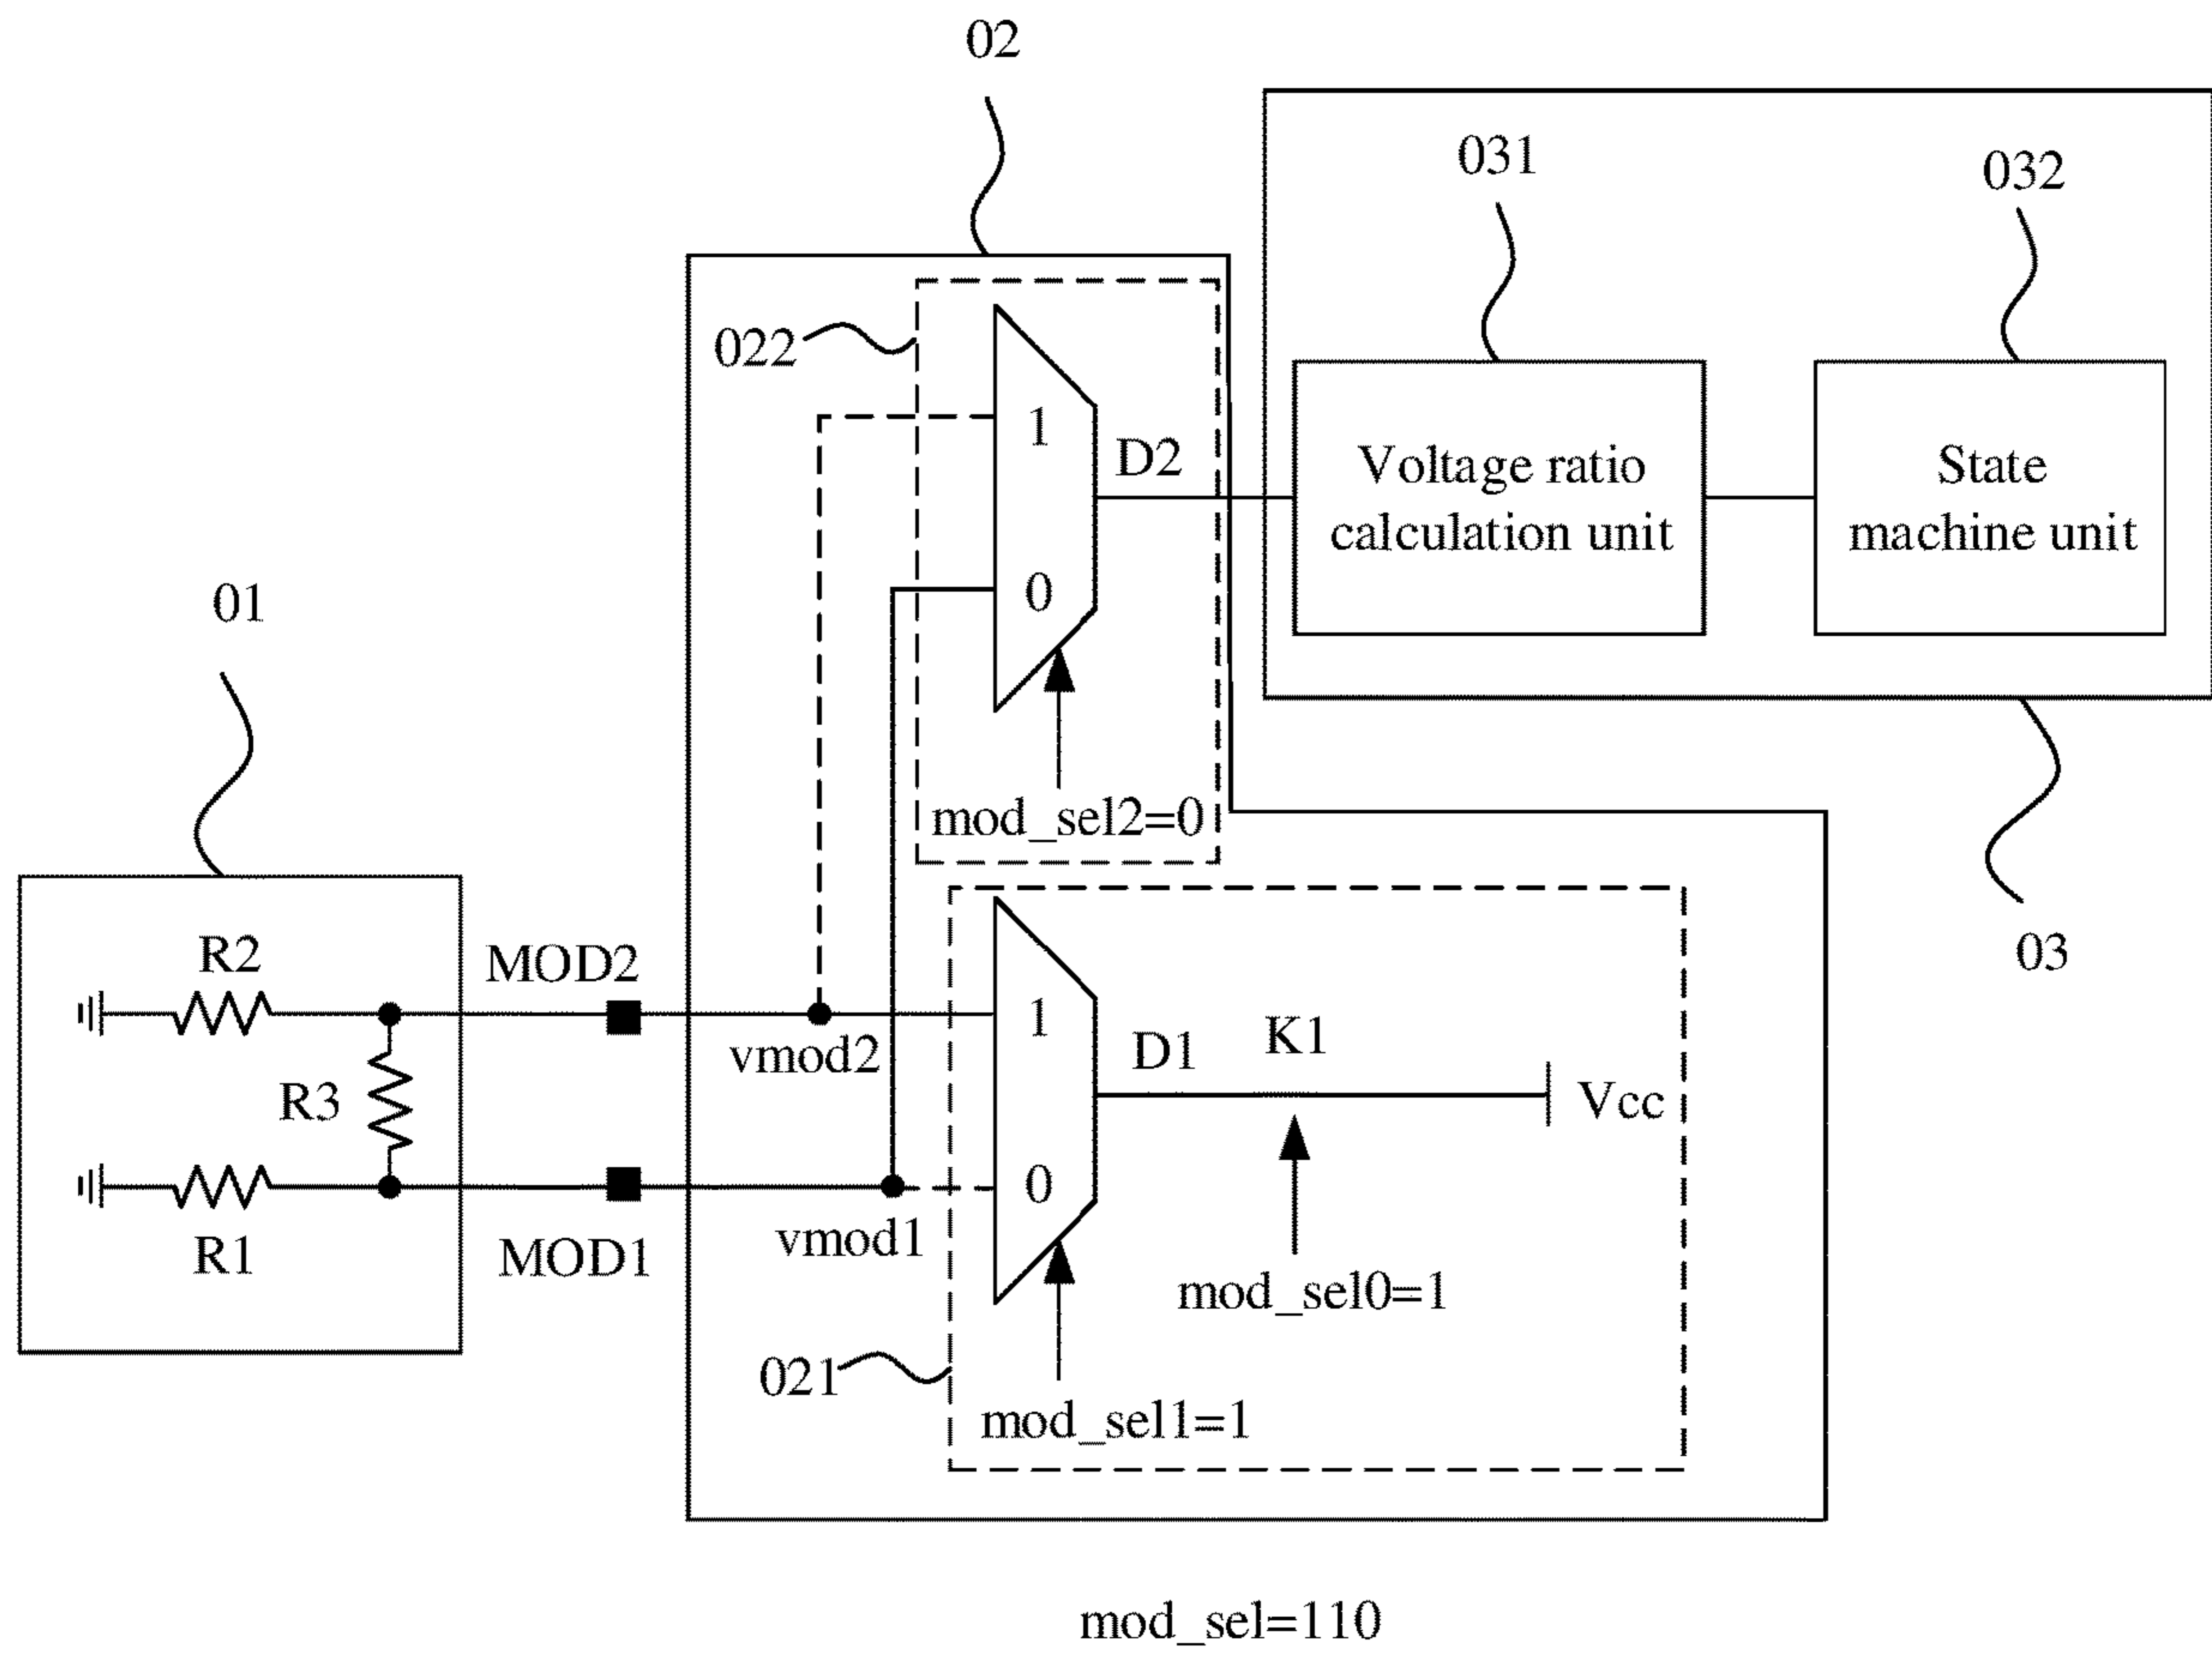 02
031
032
022
1
D2
Voltage ratio
calculation unit
State
machine unit
0
01
mod_sel2=0
03
R2
MOD2
1
vmod2
D1
K1
R3
Vcc
0
R1
MOD1
vmod1
mod_sel0=1
021
mod_sel1=1
mod_sel=110